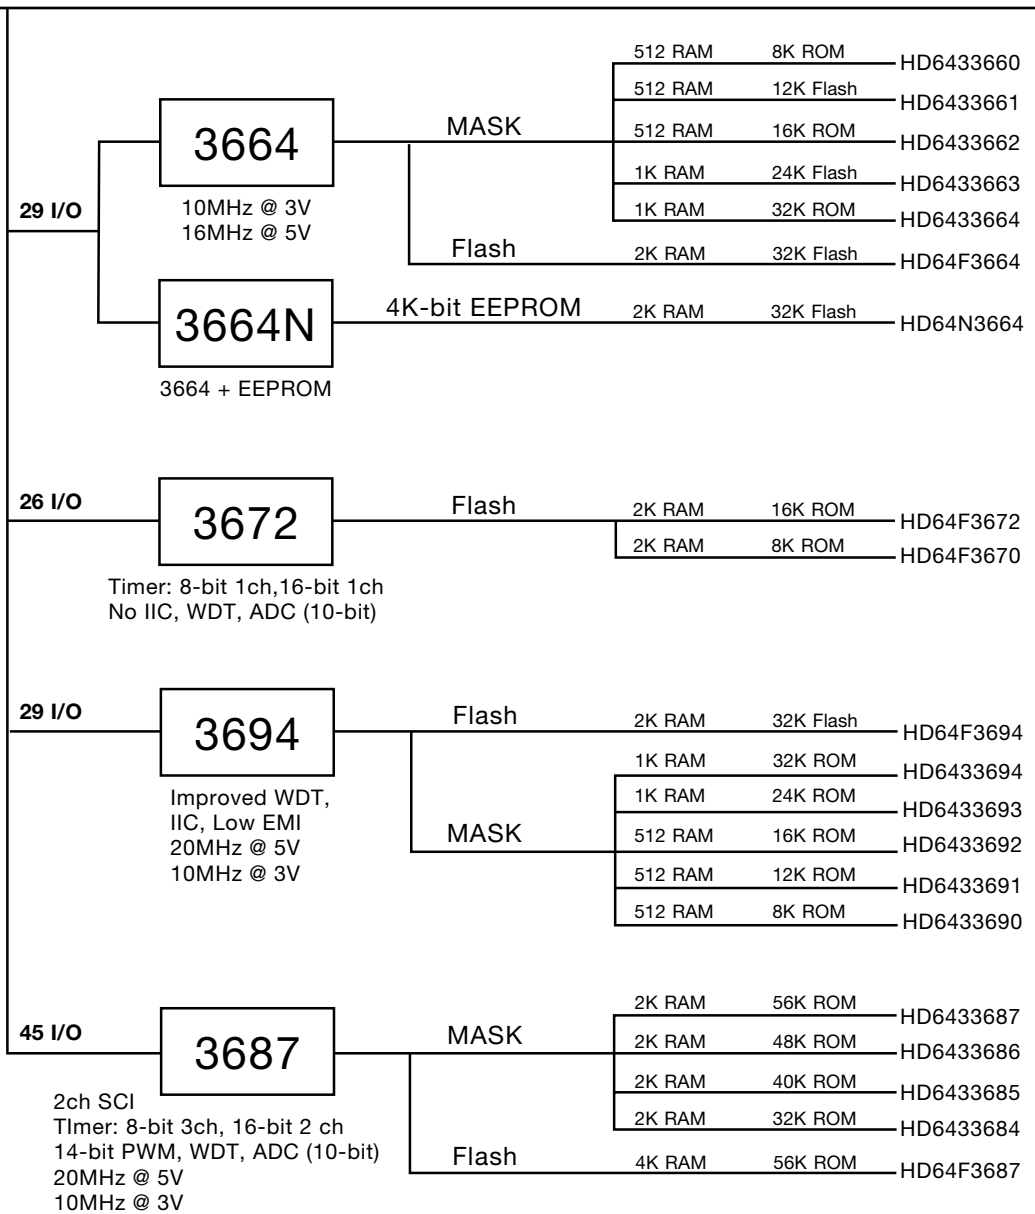 512 RAM 8K ROM HD6433660
512 RAM 12K Flash HD6433661
3664 MASK 512 RAM 16K ROM HD6433662
1K RAM 24K Flash HD6433663
29 I/O 10MHz @ 3V 1K RAM 32K ROM HD6433664
16MHz @ 5V
Flash 2K RAM 32K Flash HD64F3664
3664N 4K-bit EEPROM 2K RAM 32K Flash HD64N3664
3664 + EEPROM
26 I/O 3672 Flash 2K RAM 16K ROM HD64F3672
2K RAM 8K ROM HD64F3670
Timer: 8-bit 1ch,16-bit 1ch
No IIC, WDT, ADC (10-bit)
29 I/O 3694 Flash 2K RAM 32K Flash HD64F3694
1K RAM 32K ROM HD6433694
Improved WDT, 1K RAM 24K ROM HD6433693
IIC, Low EMI MASK 512 RAM 16K ROM HD6433692
20MHz @ 5V
10MHz @ 3V 512 RAM 12K ROM HD6433691
512 RAM 8K ROM HD6433690
2K RAM 56K ROM HD6433687
45 I/O 3687 MASK 2K RAM 48K ROM HD6433686
2K RAM 40K ROM HD6433685
2ch SCI
TImer: 8-bit 3ch, 16-bit 2 ch 2K RAM 32K ROM HD6433684
14-bit PWM, WDT, ADC (10-bit) Flash 4K RAM 56K ROM HD64F3687
20MHz @ 5V
10MHz @ 3V